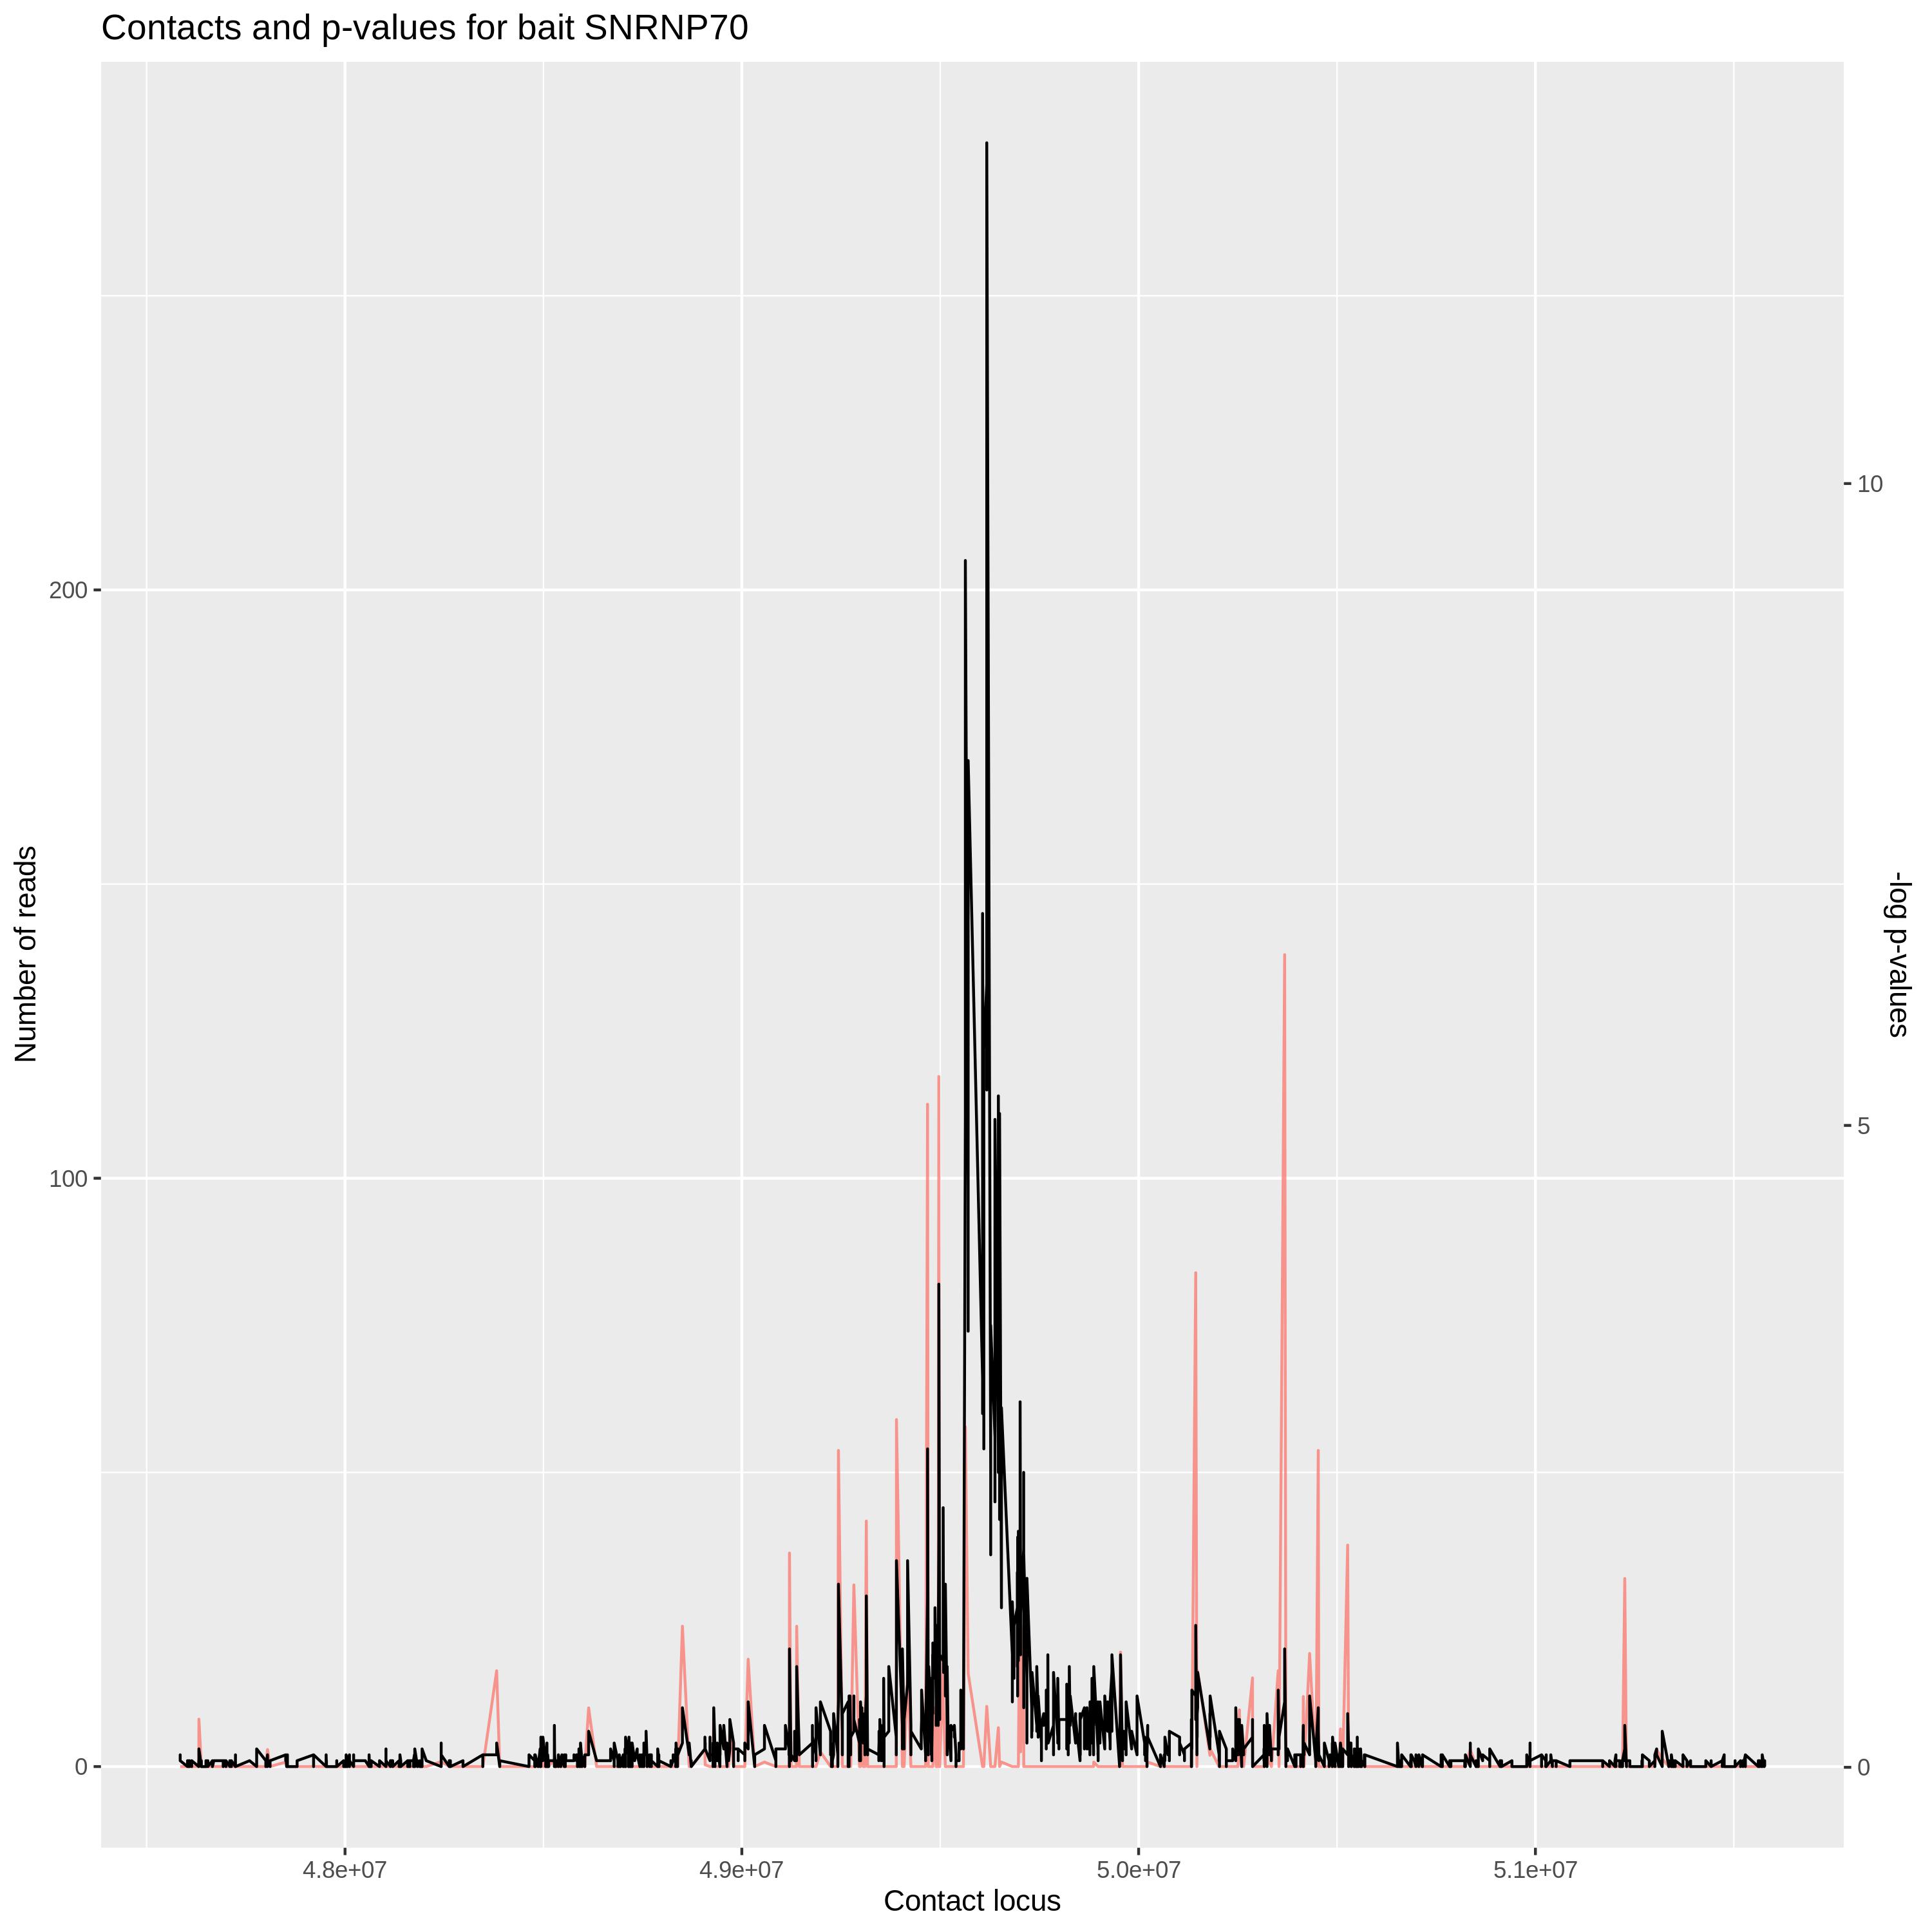 Contacts and p-values for bait SNRNP70
Number of reads
200
100
0
10
5
0
-log p-values
4.8e+07
4.9e+07
5.0e+07
5.1e+07
Contact locus